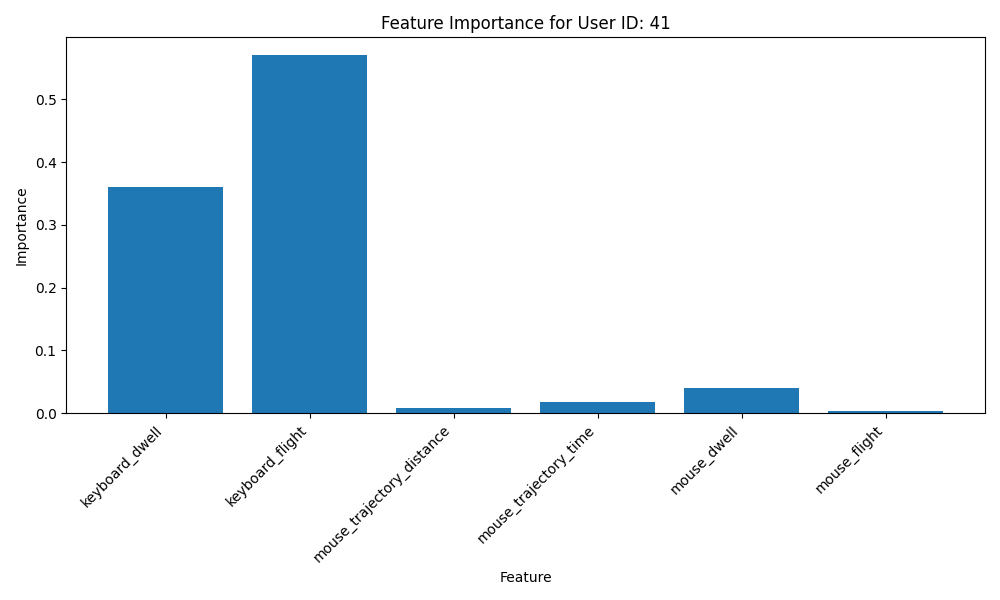 Feature Importance for User ID: 41
Importance
0.5
0.4
0.3
0.2
0.1
0.0
keyboard_dwell
keyboard_flight
mouse_trajectory_distance
mouse_trajectory_time
mouse_dwell
mouse_flight
Feature